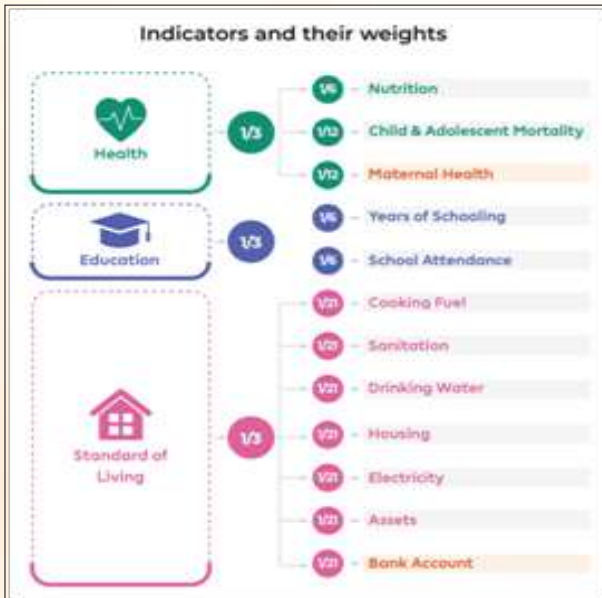 Indicators and their weights
Health
1/3
1/6 Nutrition
1/12 Child & Adolescent Mortality
1/12 Maternal Health
Education
1/3
1/6 Years of Schooling
1/6 School Attendance
Standard of
Living
1/3
1/21 Cooking Fuel
1/21 Sanitation
1/21 Drinking Water
1/21 Housing
1/21 Electricity
1/21 Assets
1/21 Bank Account